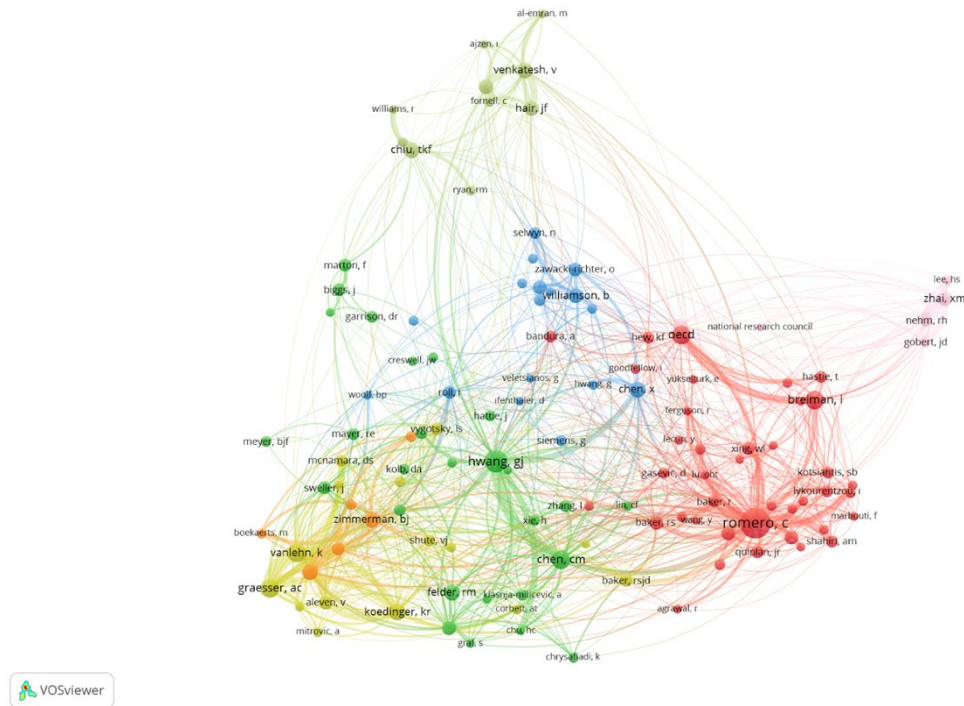 al-emran, m
ajzen, ı
venkatesh, v
fornell, c
hair, jf
williams, r
chiu, tkf
ryan, rm
selwyn, n
marton, f
zawacki-richter, o
lee, hs
biggs, j
williamson, b
zhai, xm
garrison, dr
nehm, rh
national research council
bandura, a
hew, kf
oecd
gobert, jd
creswell, jw
goodfellow, ı
veletsianos, g
yukselturk, e
hastie, t
hwang, g
woolf, bp
roll, ı
ifenthaler, d
chen, x
breiman, l
hattie, j
ferguson, r
vygotsky, ls
meyer, bjf
mayer, re
siemens, g
lecun, y
xing, wl
mcnamara, ds
hwang, gj
kolb, da
gasevic, d
kotsiantis, sb
sweller, j
lykourentzou, ı
zhang, l
lin, cf
baker, r
marbouti, f
boekaerts, m
zimmerman, bj
xie, h
baker, rs
wang, y
romero, c
shute, vj
shahiri, am
vanlehn, k
quinlan, jr
chen, cm
graesser, ac
baker, rsjd
felder, rm
klasnja-milicevic, a
aleven, v
koedinger, kr
corbett, at
agrawal, r
mitrovic, a
chu, hc
graf, s
chrysafiadi, k
VOSviewer